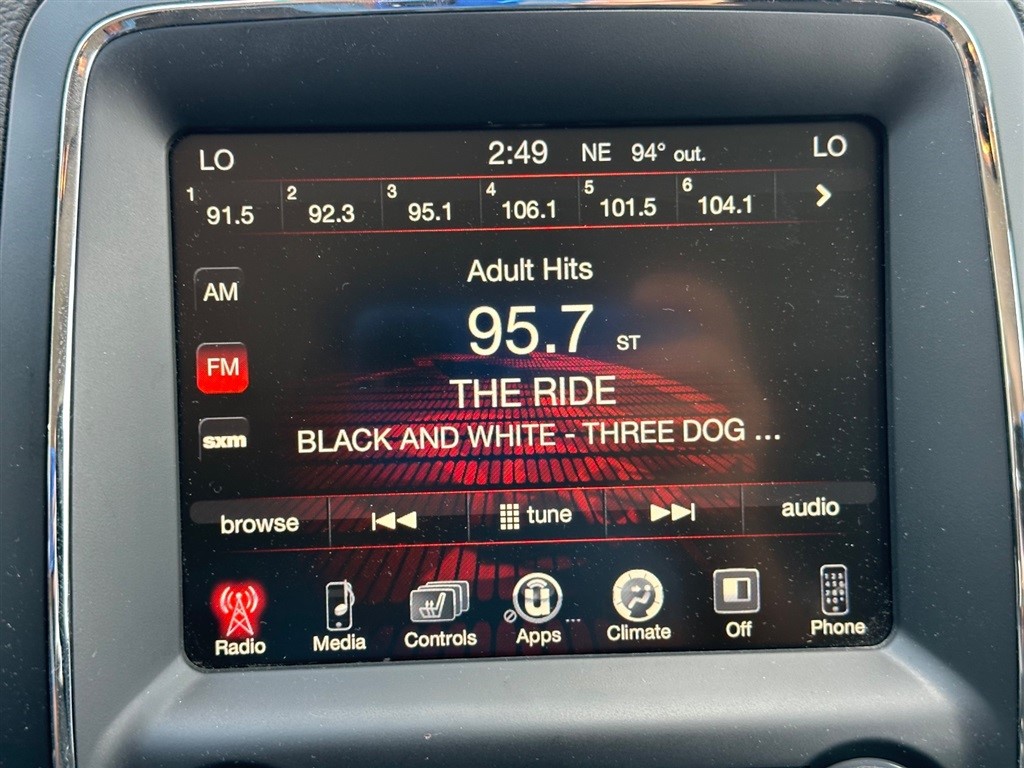 LO 2:49 NE 94° out. LO
1 91.5 2 92.3 3 95.1 4 106.1 5 101.5 6 104.1
Adult Hits
AM
95.7 ST
FM
THE RIDE
sxm
BLACK AND WHITE - THREE DOG ...
browse tune audio
Radio Media Controls Apps ... Climate Off Phone